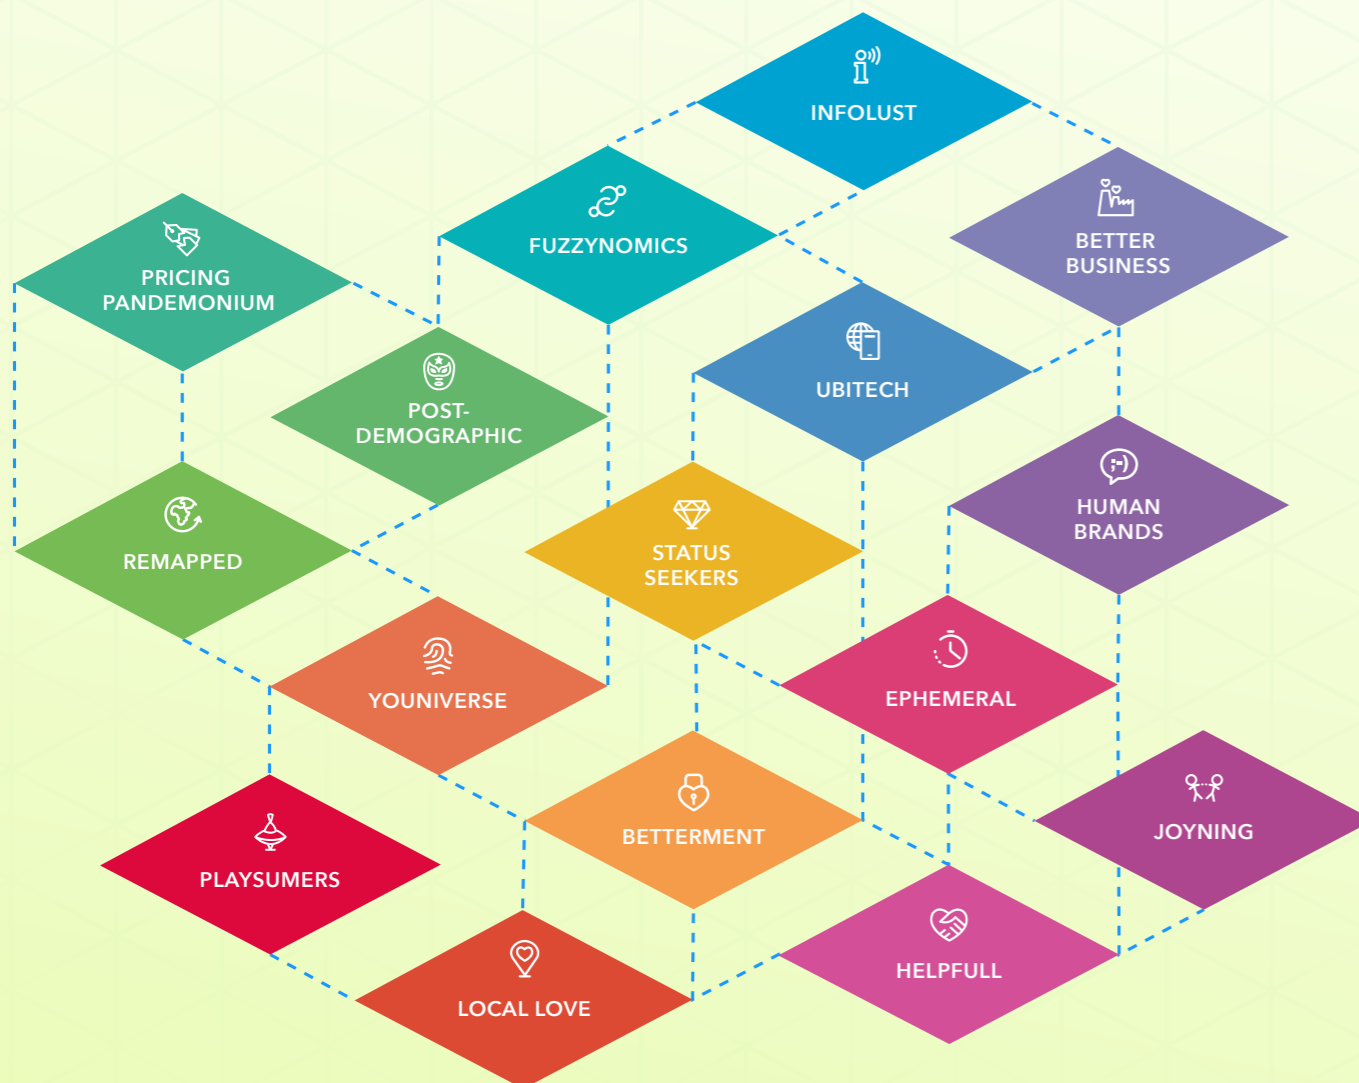 INFOLUST
FUZZYNOMICS
BETTER
BUSINESS
PRICING
PANDEMONIUM
UBITECH
POST-
DEMOGRAPHIC
HUMAN
BRANDS
STATUS
SEEKERS
REMAPPED
YOUNIVERSE
EPHEMERAL
BETTERMENT
JOYNING
PLAYSUMERS
HELPFULL
LOCAL LOVE